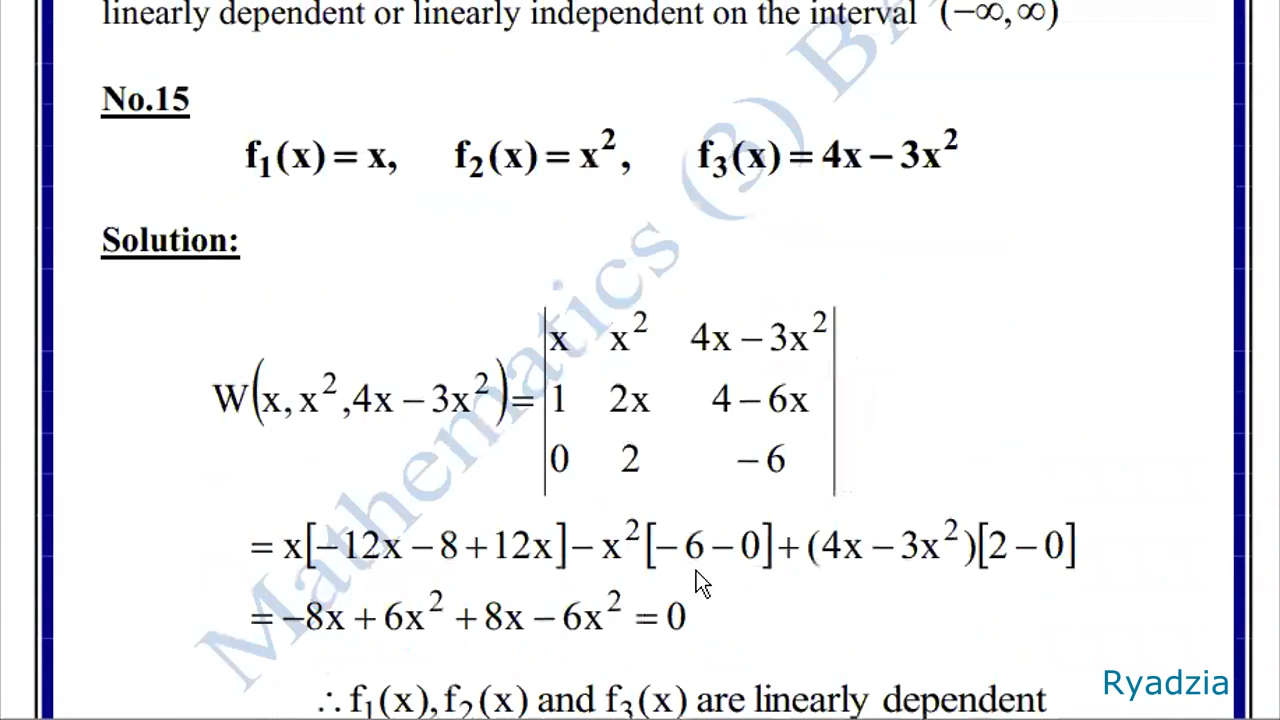 linearly dependent or linearly independent on the interval (−∞,∞)
No.15
f₁(x) = x, f₂(x) = x², f₃(x) = 4x − 3x²
Solution:
W(x, x², 4x − 3x²) = | x x² 4x − 3x² |
| 1 2x 4 − 6x |
| 0 2 − 6 |
= x[−12x − 8 + 12x] − x²[− 6 − 0] + (4x − 3x²)[2 − 0]
= −8x + 6x² + 8x − 6x² = 0
∴ f₁(x), f₂(x) and f₃(x) are linearly dependent
Mathematics (3)
Ryadzia